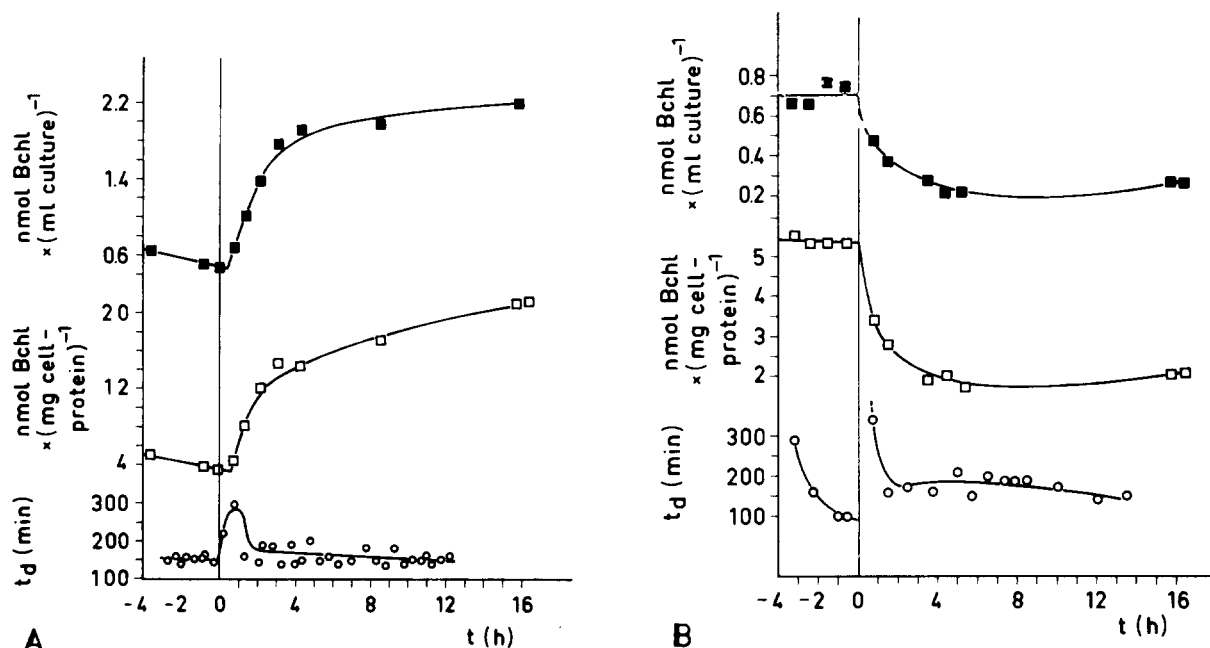 nmol Bchl
× (ml culture)⁻¹
2.2
1.4
0.6
nmol Bchl
× (mg cell-
protein)⁻¹
20
12
4
t_d (min)
300
200
100
-4 -2 0 4 8 12 16
t (h)
A
nmol Bchl
× (ml culture)⁻¹
0.8
0.6
0.4
0.2
nmol Bchl
× (mg cell-
protein)⁻¹
5
4
3
2
t_d (min)
300
200
100
-4 -2 0 4 8 12 16
t (h)
B